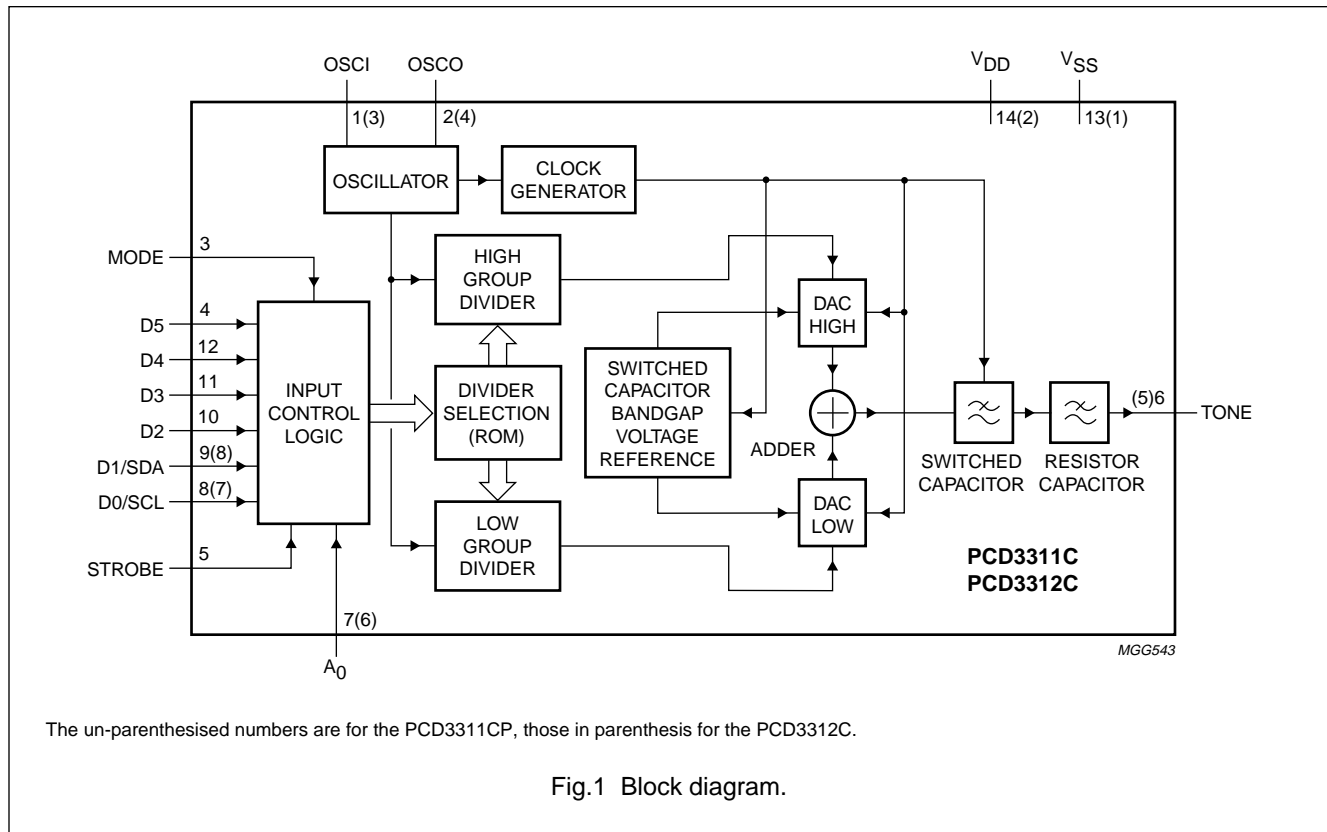 OSCI
OSCO
VDD
VSS
1(3)
2(4)
14(2)
13(1)
OSCILLATOR
CLOCK
GENERATOR
MODE
3
HIGH
GROUP
DIVIDER
DAC
HIGH
D5
4
D4
12
D3
11
D2
10
D1/SDA
9(8)
D0/SCL
8(7)
STROBE
5
INPUT
CONTROL
LOGIC
DIVIDER
SELECTION
(ROM)
SWITCHED
CAPACITOR
BANDGAP
VOLTAGE
REFERENCE
ADDER
SWITCHED
CAPACITOR
RESISTOR
CAPACITOR
(5)6
TONE
LOW
GROUP
DIVIDER
DAC
LOW
PCD3311C
PCD3312C
7(6)
A0
MGG543
The un-parenthesised numbers are for the PCD3311CP, those in parenthesis for the PCD3312C.
Fig.1 Block diagram.